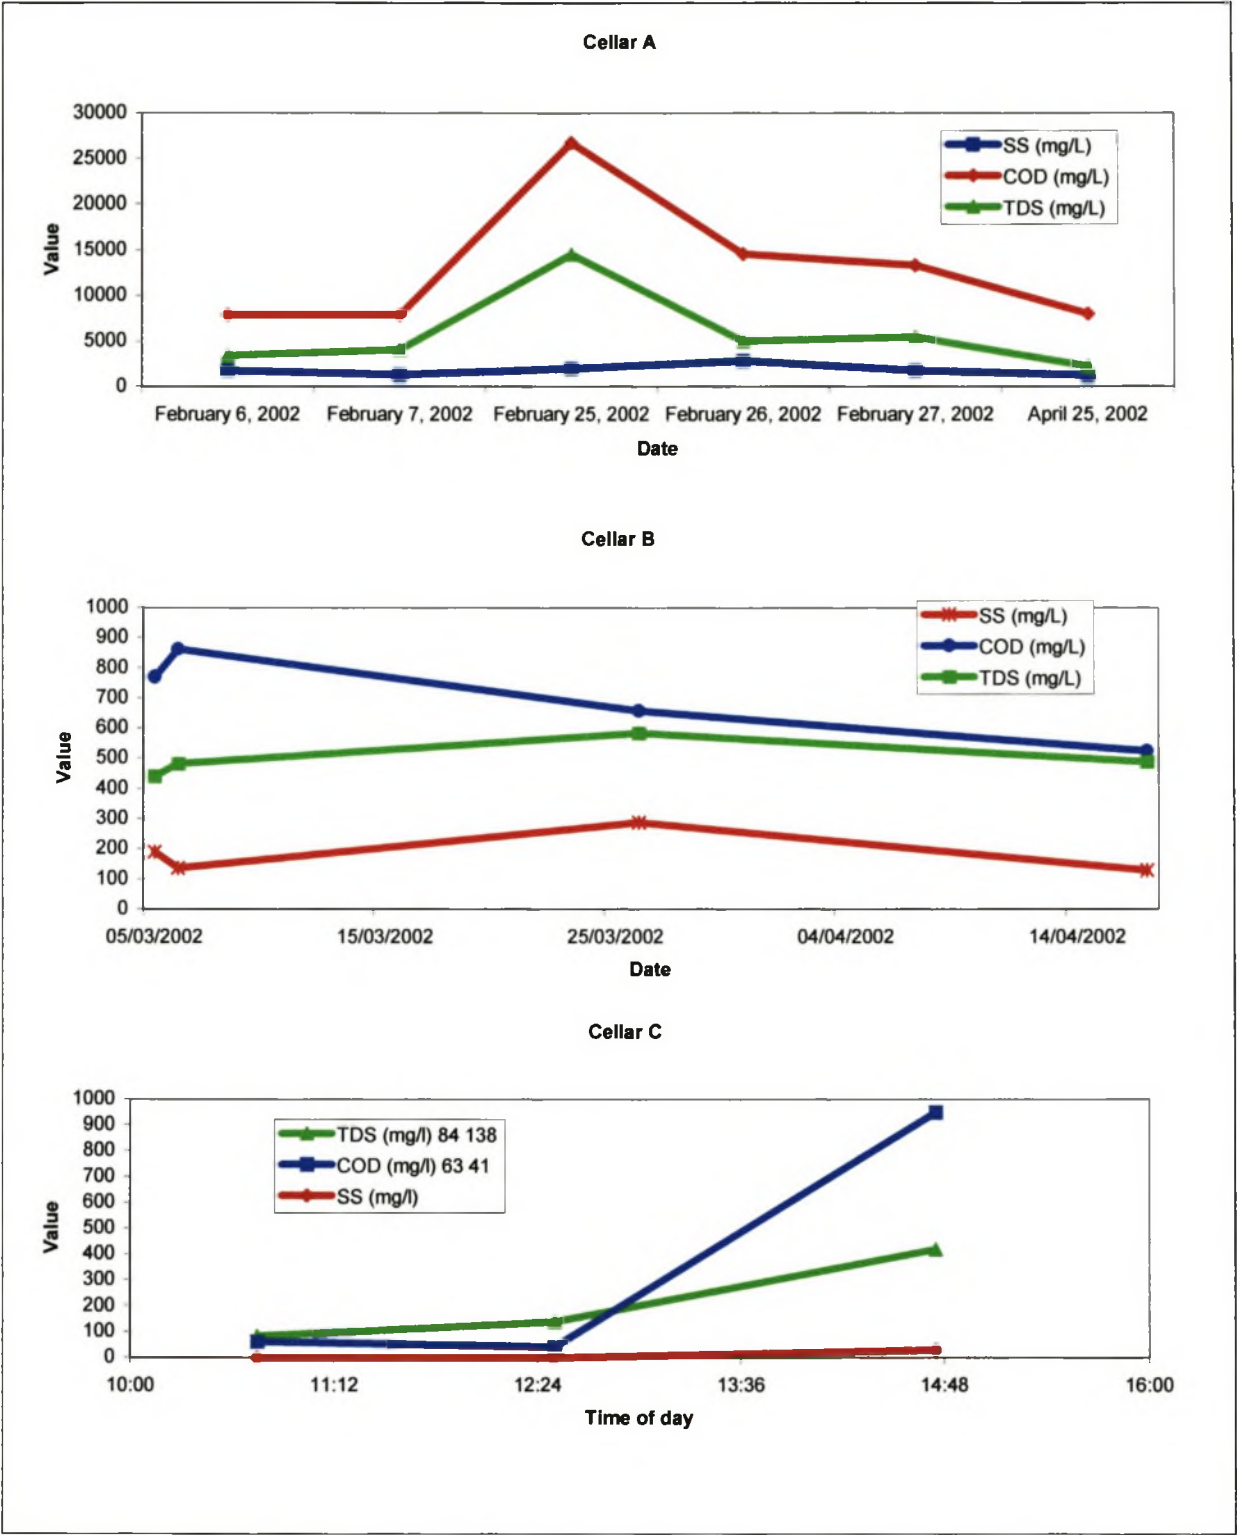 Cellar A
30000
25000
20000
15000
10000
5000
0
Value
SS (mg/L)
COD (mg/L)
TDS (mg/L)
February 6, 2002 February 7, 2002 February 25, 2002 February 26, 2002 February 27, 2002 April 25, 2002
Date
Cellar B
1000
900
800
700
600
500
400
300
200
100
0
Value
SS (mg/L)
COD (mg/L)
TDS (mg/L)
05/03/2002 15/03/2002 25/03/2002 04/04/2002 14/04/2002
Date
Cellar C
1000
900
800
700
600
500
400
300
200
100
0
Value
TDS (mg/l) 84 138
COD (mg/l) 63 41
SS (mg/l)
10:00 11:12 12:24 13:36 14:48 16:00
Time of day